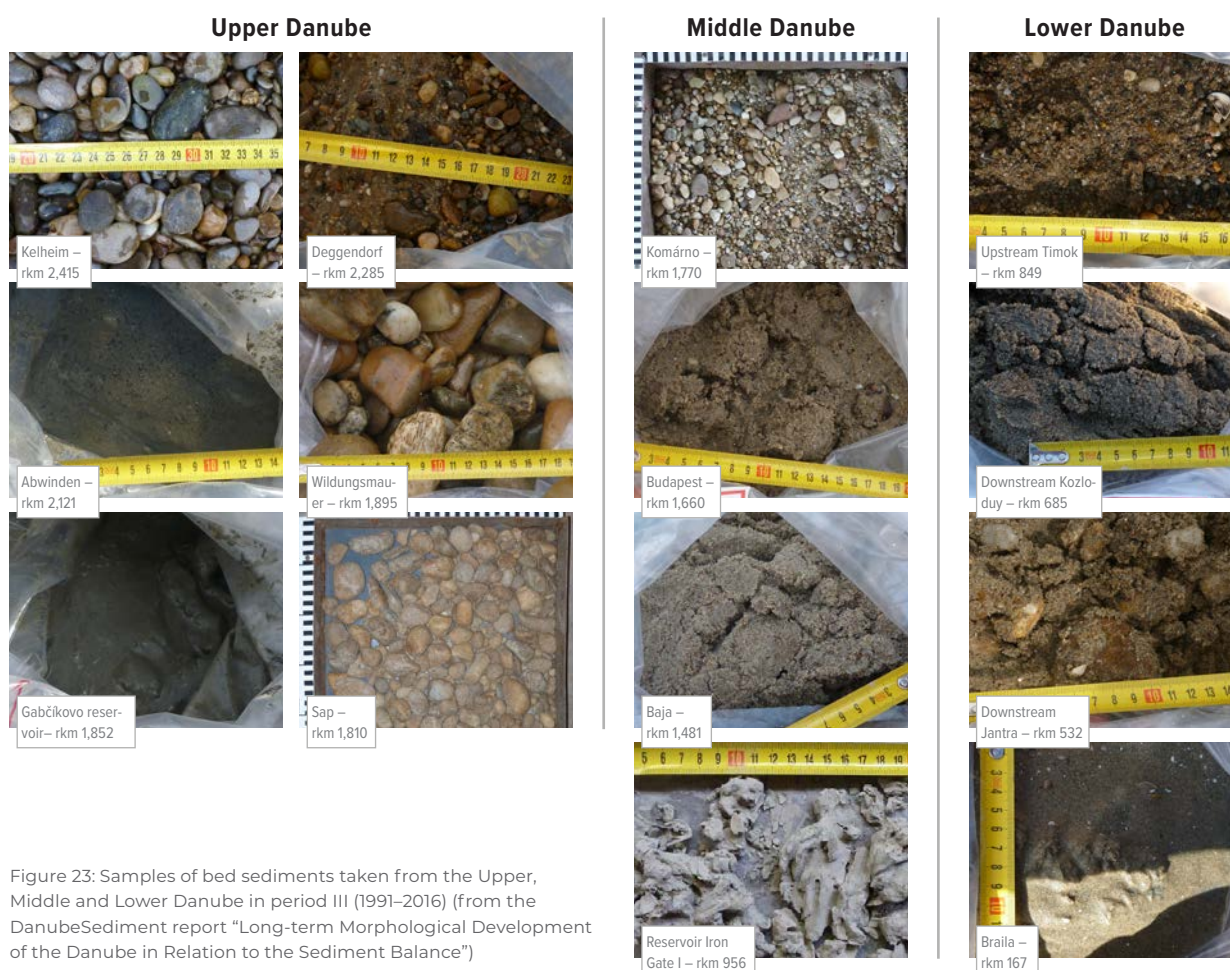 Upper Danube
Middle Danube
Lower Danube
Kelheim –
rkm 2,415
Deggendorf
– rkm 2,285
Abwinden –
rkm 2,121
Wildungsmau-
er – rkm 1,895
Gabčíkovo reser-
voir– rkm 1,852
Sap –
rkm 1,810
Komárno –
rkm 1,770
Budapest –
rkm 1,660
Baja –
rkm 1,481
Reservoir Iron
Gate I – rkm 956
Upstream Timok
– rkm 849
Downstream Kozlo-
duy – rkm 685
Downstream
Jantra – rkm 532
Braila –
rkm 167
Figure 23: Samples of bed sediments taken from the Upper,
Middle and Lower Danube in period III (1991–2016) (from the
DanubeSediment report “Long-term Morphological Development
of the Danube in Relation to the Sediment Balance”)